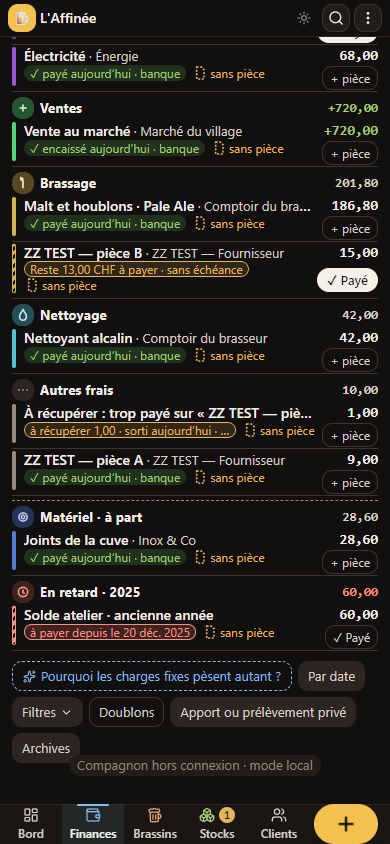 L'Affinée
Électricité · Énergie
68,00
✓ payé aujourd'hui · banque
sans pièce
+ pièce
Ventes
+720,00
Vente au marché · Marché du village
+720,00
✓ encaissé aujourd'hui · banque
sans pièce
+ pièce
Brassage
201,80
Malt et houblons · Pale Ale · Comptoir du bra...
186,80
✓ payé aujourd'hui · banque
sans pièce
+ pièce
ZZ TEST — pièce B · ZZ TEST — Fournisseur
15,00
Reste 13,00 CHF à payer · sans échéance
sans pièce
✓ Payé
Nettoyage
42,00
Nettoyant alcalin · Comptoir du brasseur
42,00
✓ payé aujourd'hui · banque
sans pièce
+ pièce
Autres frais
10,00
À récupérer : trop payé sur « ZZ TEST — piè...
1,00
à récupérer 1,00 · sorti aujourd'hui · ...
sans pièce
+ pièce
ZZ TEST — pièce A · ZZ TEST — Fournisseur
9,00
✓ payé aujourd'hui · banque
sans pièce
+ pièce
Matériel · à part
28,60
Joints de la cuve · Inox & Co
28,60
✓ payé aujourd'hui · banque
sans pièce
+ pièce
En retard · 2025
60,00
Solde atelier · ancienne année
60,00
à payer depuis le 20 déc. 2025
sans pièce
✓ Payé
Pourquoi les charges fixes pèsent autant ?
Par date
Filtres
Doublons
Apport ou prélèvement privé
Archives
Compagnon hors connexion · mode local
Bord
Finances
Brassins
Stocks
1
Clients
+